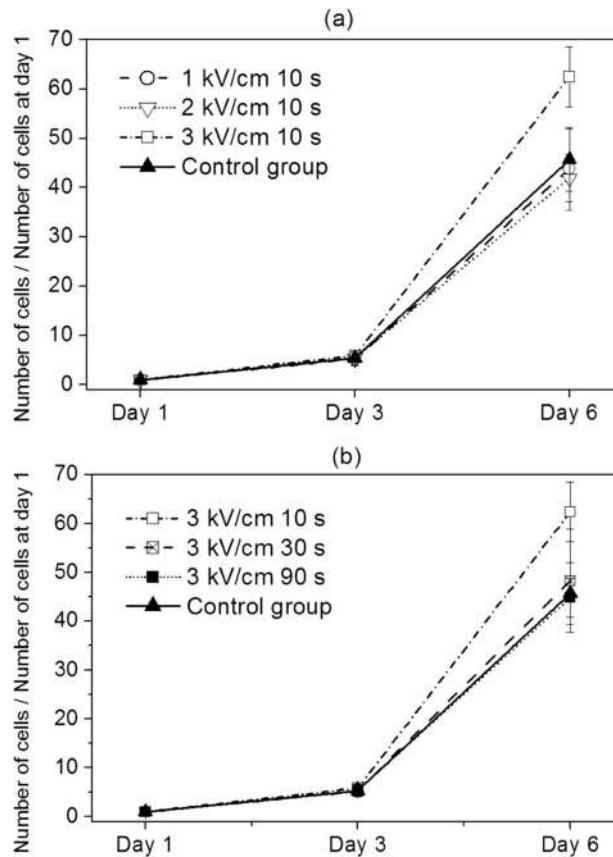 (a)
Number of cells / Number of cells at day 1
70
60
50
40
30
20
10
0
1 kV/cm 10 s
2 kV/cm 10 s
3 kV/cm 10 s
Control group
Day 1
Day 3
Day 6
(b)
Number of cells / Number of cells at day 1
70
60
50
40
30
20
10
0
3 kV/cm 10 s
3 kV/cm 30 s
3 kV/cm 90 s
Control group
Day 1
Day 3
Day 6